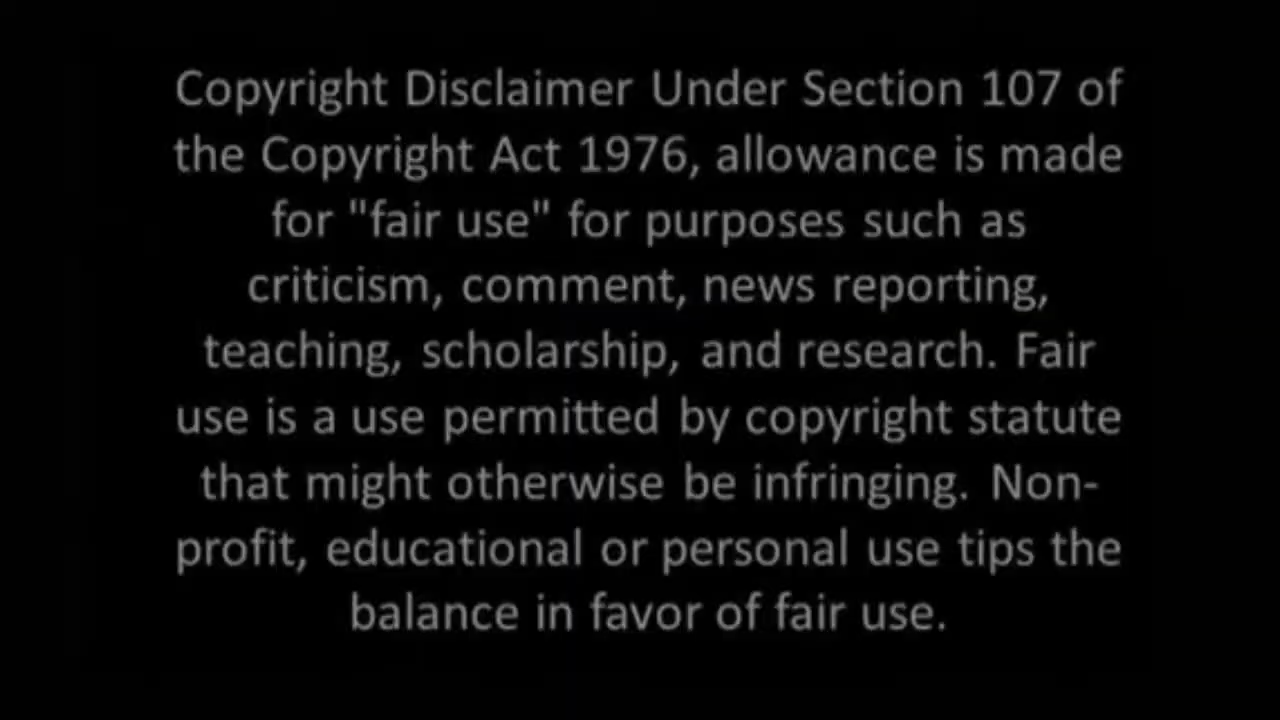 Copyright Disclaimer Under Section 107 of
the Copyright Act 1976, allowance is made
for "fair use" for purposes such as
criticism, comment, news reporting,
teaching, scholarship, and research. Fair
use is a use permitted by copyright statute
that might otherwise be infringing. Non-
profit, educational or personal use tips the
balance in favor of fair use.